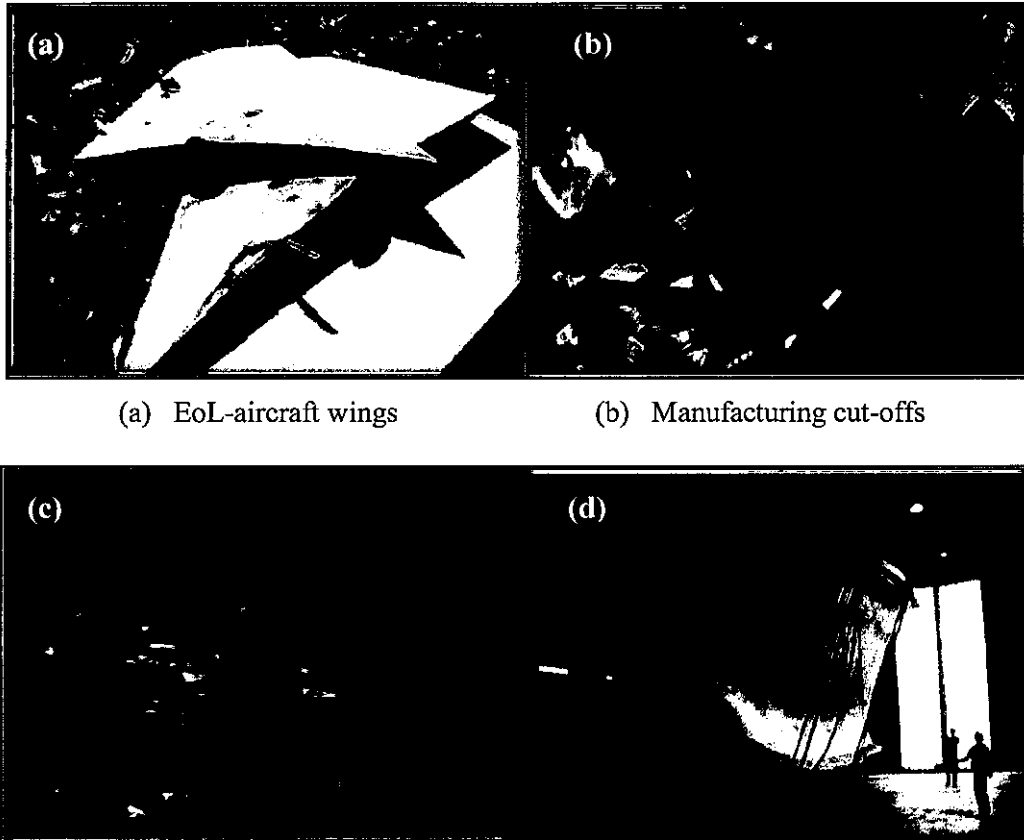 (a)
(b)
(a) EoL-aircraft wings
(b) Manufacturing cut-offs
(c)
(d)